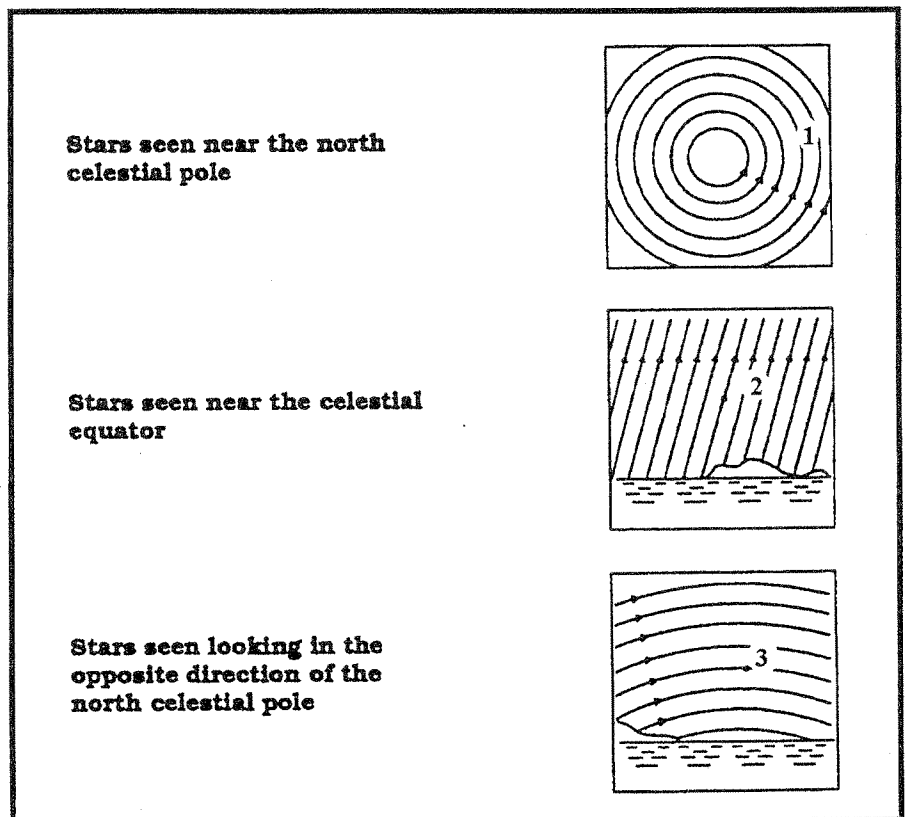 Stars seen near the north
celestial pole
1
Stars seen near the celestial
equator
2
Stars seen looking in the
opposite direction of the
north celestial pole
3